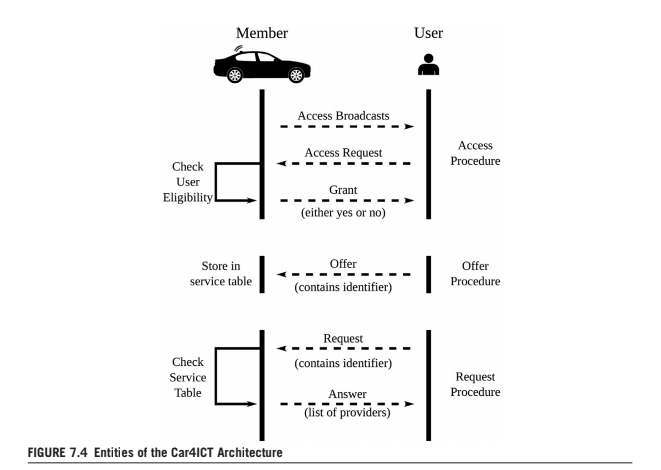 Member
User
Access Broadcasts
Access Request
Access
Procedure
Check
User
Eligibility
Grant
(either yes or no)
Store in
service table
Offer
(contains identifier)
Offer
Procedure
Request
(contains identifier)
Check
Service
Table
Request
Procedure
Answer
(list of providers)
FIGURE 7.4 Entities of the Car4ICT Architecture